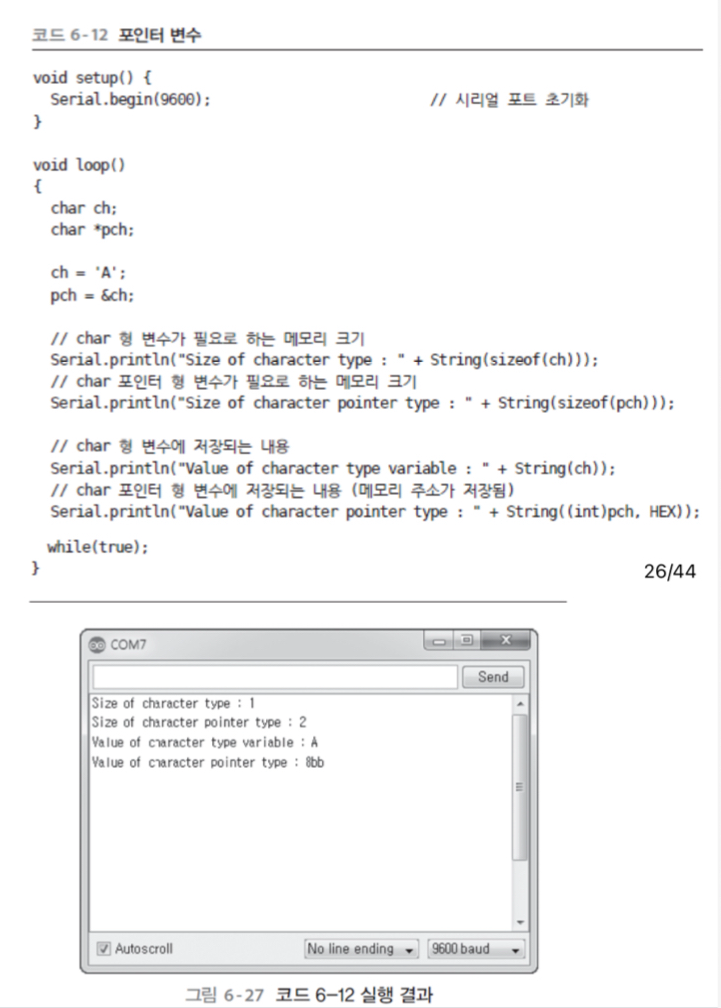 코드 6-12 포인터 변수
void setup() {
Serial.begin(9600); // 시리얼 포트 초기화
}
void loop()
{
char ch;
char *pch;
ch = 'A';
pch = &ch;
// char 형 변수가 필요로 하는 메모리 크기
Serial.println("Size of character type : " + String(sizeof(ch)));
// char 포인터 형 변수가 필요로 하는 메모리 크기
Serial.println("Size of character pointer type : " + String(sizeof(pch)));
// char 형 변수에 저장되는 내용
Serial.println("Value of character type variable : " + String(ch));
// char 포인터 형 변수에 저장되는 내용 (메모리 주소가 저장됨)
Serial.println("Value of character pointer type : " + String((int)pch, HEX));
while(true);
}
26/44
COM7
Send
Size of character type : 1
Size of character pointer type : 2
Value of character type variable : A
Value of character pointer type : 8bb
Autoscroll No line ending 9600 baud
그림 6-27 코드 6-12 실행 결과